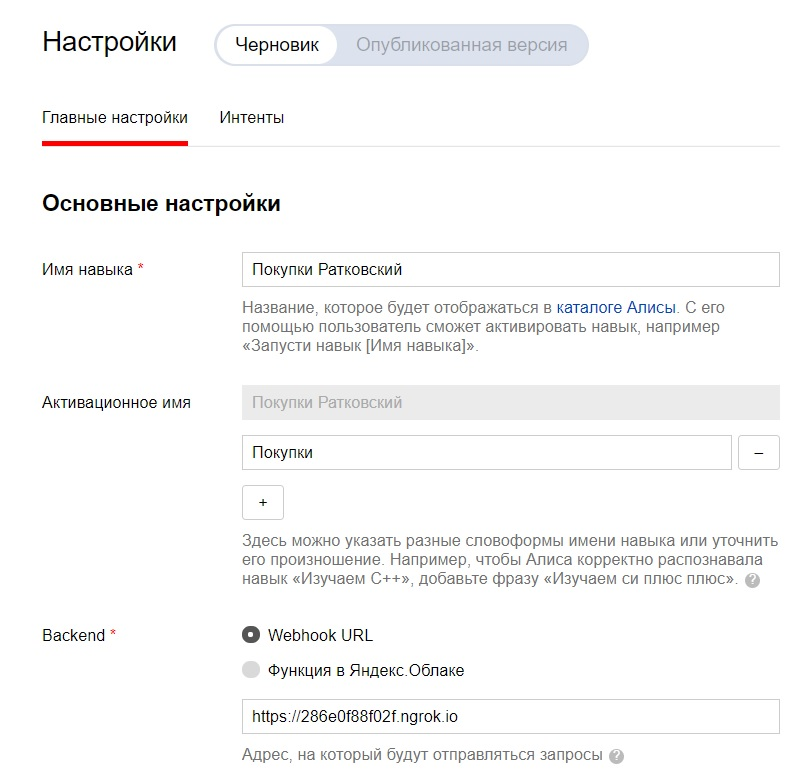 Настройки
Черновик
Опубликованная версия
Главные настройки
Интенты
Основные настройки
Имя навыка *
Покупки Ратковский
Название, которое будет отображаться в каталоге Алисы. С его
помощью пользователь сможет активировать навык, например
«Запусти навык [Имя навыка]».
Активационное имя
Покупки Ратковский
Покупки
–
+
Здесь можно указать разные словоформы имени навыка или уточнить
его произношение. Например, чтобы Алиса корректно распознавала
навык «Изучаем C++», добавьте фразу «Изучаем си плюс плюс». ?
Backend *
Webhook URL
Функция в Яндекс.Облаке
https://286e0f88f02f.ngrok.io
Адрес, на который будут отправляться запросы ?